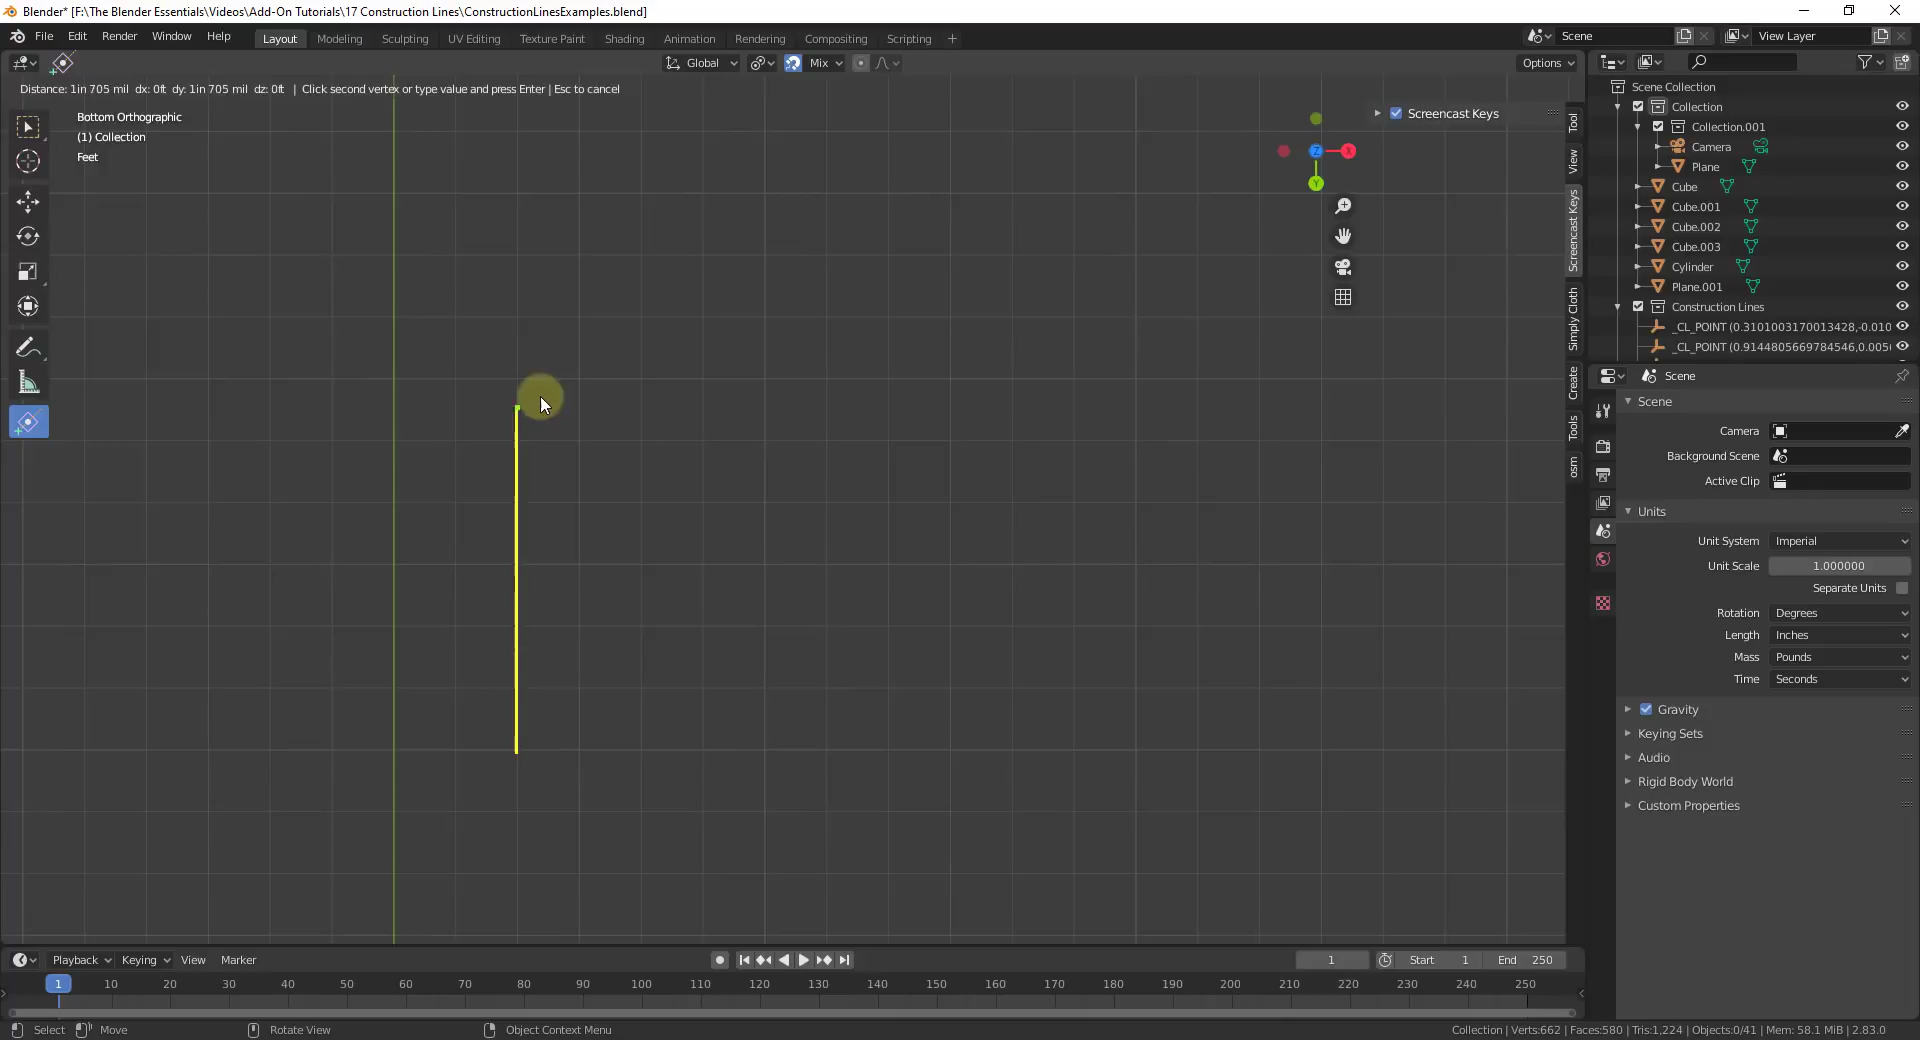 Blender* [F:\The Blender Essentials\Videos\Add-On Tutorials\17 Construction Lines\ConstructionLinesExamples.blend]
File Edit Render Window Help Layout Modeling Sculpting UV Editing Texture Paint Shading Animation Rendering Compositing Scripting + Scene View Layer
Global Mix Options
Distance: 1in 705 mil dx: 0ft dy: 1in 705 mil dz: 0ft | Click second vertex or type value and press Enter | Esc to cancel
Bottom Orthographic
(1) Collection
Feet
Screencast Keys
X
Y
Z
Tool
View
Screencast Keys
Simply Cloth
Create
Tools
osm
Scene Collection
Collection
Collection.001
Camera
Plane
Cube
Cube.001
Cube.002
Cube.003
Cylinder
Plane.001
Construction Lines
_CL_POINT (0.3101003170013428,-0.010
_CL_POINT (0.9144805669784546,0.005
Scene
Scene
Camera
Background Scene
Active Clip
Units
Unit System Imperial
Unit Scale 1.000000
Separate Units
Rotation Degrees
Length Inches
Mass Pounds
Time Seconds
Gravity
Keying Sets
Audio
Rigid Body World
Custom Properties
Playback Keying View Marker 1 Start 1 End 250
1 10 20 30 40 50 60 70 80 90 100 110 120 130 140 150 160 170 180 190 200 210 220 230 240 250
Select Move Rotate View Object Context Menu Collection | Verts:662 | Faces:580 | Tris:1,224 | Objects:0/41 | Mem: 58.1 MiB | 2.83.0